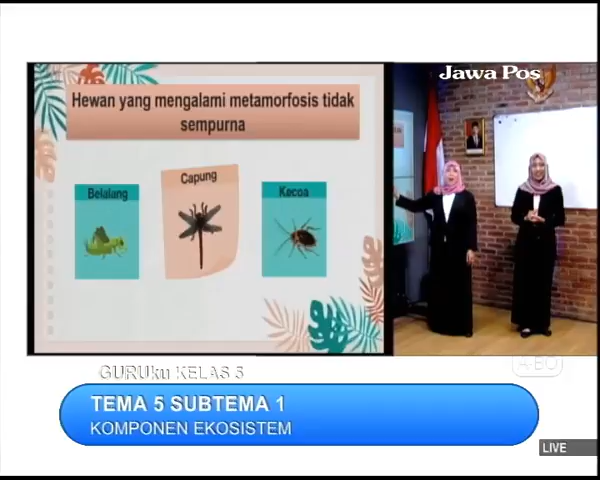 Jawa Pos
Hewan yang mengalami metamorfosis tidak
sempurna
Belalang
Capung
Kecoa
GURUku KELAS 5
A-BO
TEMA 5 SUBTEMA 1
KOMPONEN EKOSISTEM
LIVE